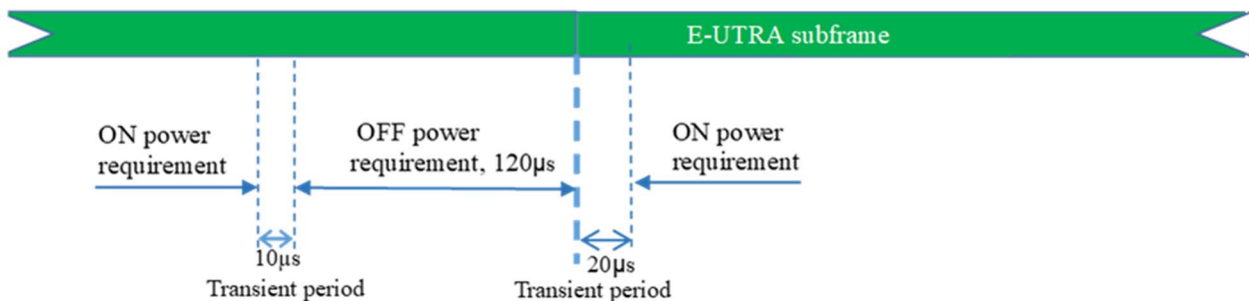 E-UTRA subframe
ON power
requirement
OFF power
requirement, 120µs
ON power
requirement
10µs
Transient period
20µs
Transient period